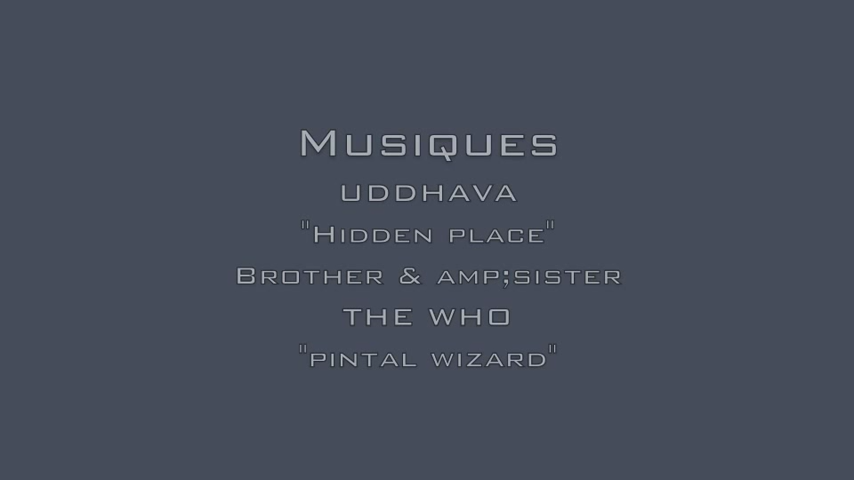 Musiques
UDDHAVA
"Hidden place"
Brother & amp;sister
THE WHO
"pintal wizard"